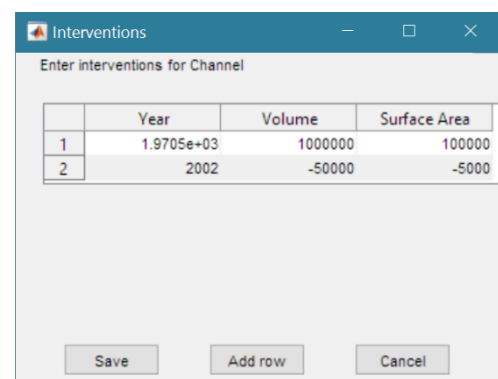 Interventions
Enter interventions for Channel
Year Volume Surface Area
1 1.9705e+03 1000000 100000
2 2002 -50000 -5000
Save Add row Cancel